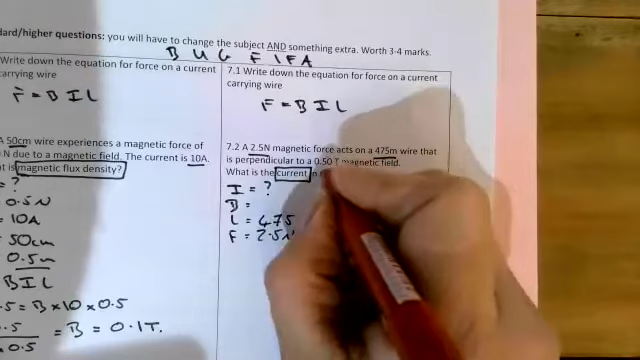 dard/higher questions: you will have to change the subject AND something extra. Worth 3-4 marks.
B U G F I F A
Write down the equation for force on a current
carrying wire
F = B I L
A 50cm wire experiences a magnetic force of
N due to a magnetic field. The current is 10A.
t is magnetic flux density?
= ?
0.5N
= 10A
= 50cm
0.5m
BIL
.5 = B × 10 × 0.5
.5
= B = 0.1T.
× 0.5
7.1 Write down the equation for force on a current
carrying wire
F = B I L
7.2 A 2.5N magnetic force acts on a 475m wire that
is perpendicular to a 0.50 T magnetic field.
What is the current in
I = ?
B =
L = 475
F = 2.5N